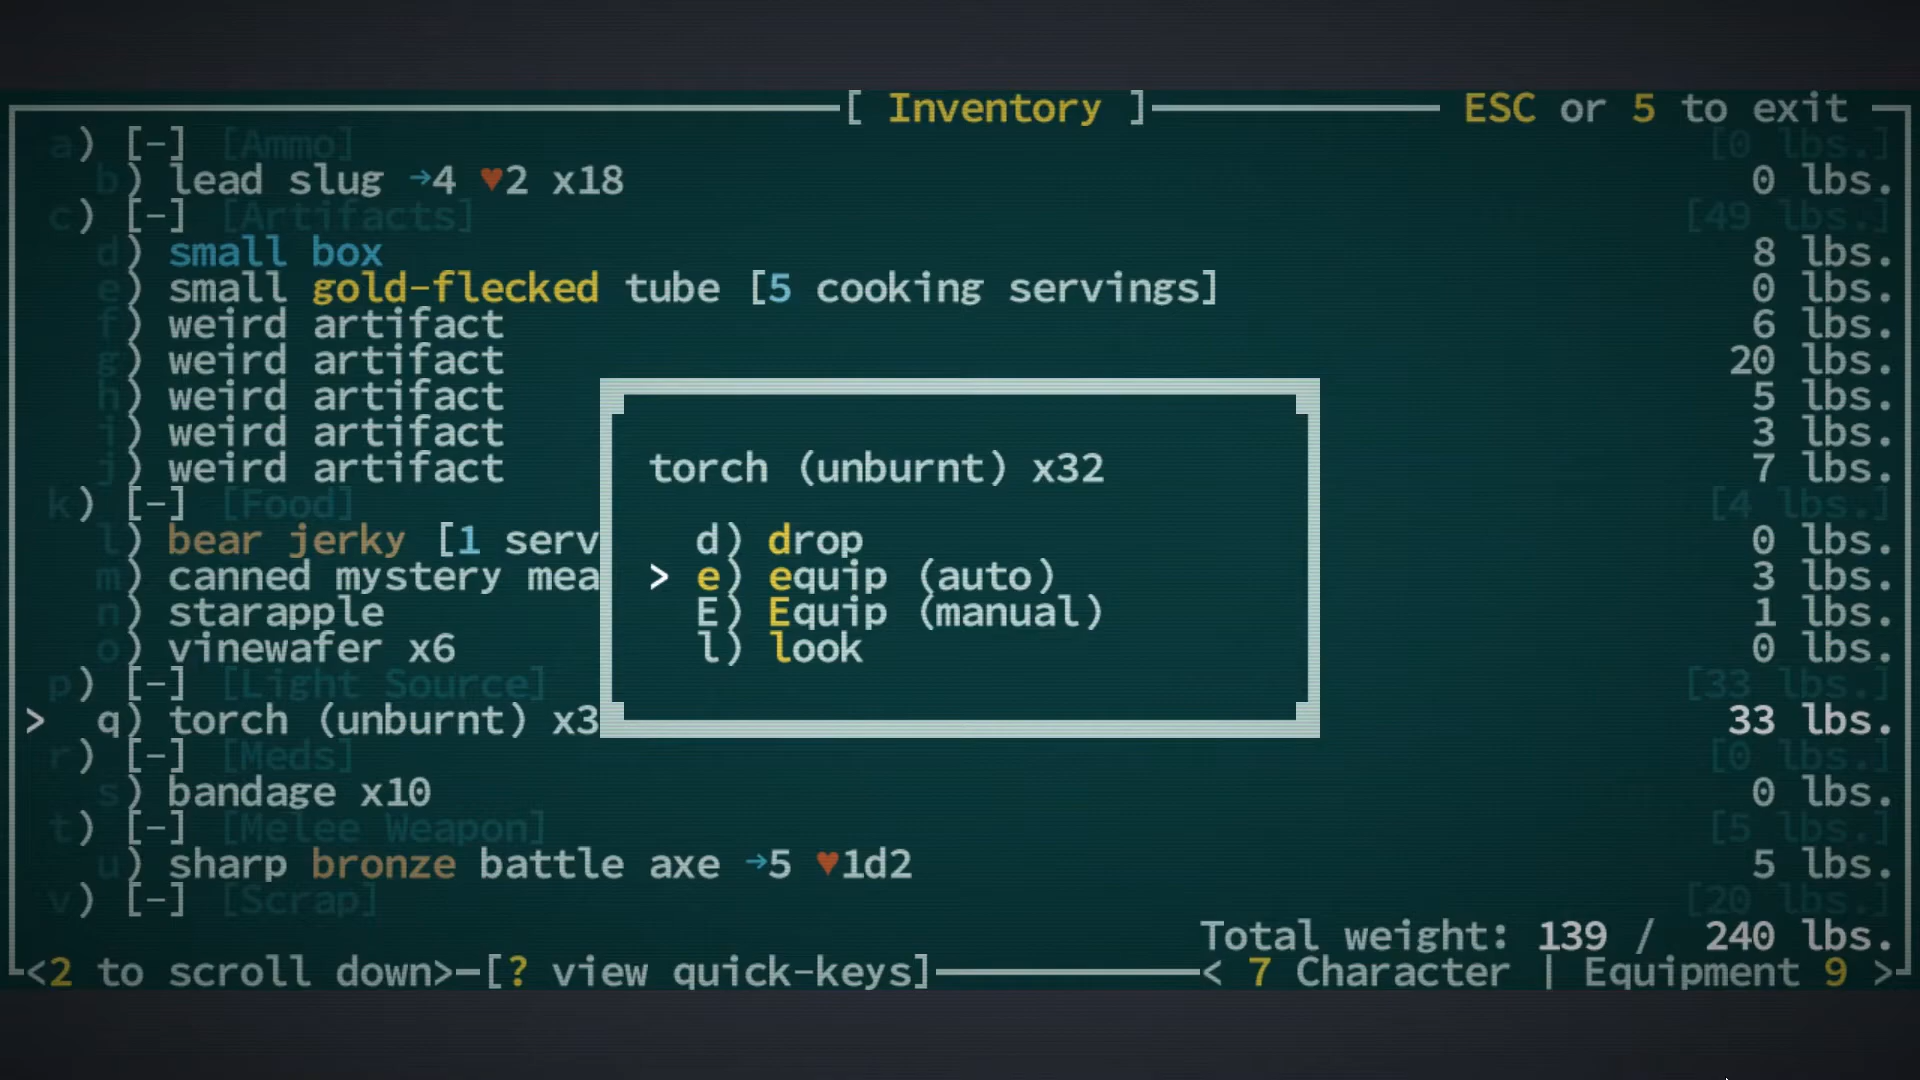 [ Inventory ] ESC or 5 to exit
a) [-] [Ammo] [0 lbs.]
b) lead slug →4 ♥2 x18 0 lbs.
c) [-] [Artifacts] [49 lbs.]
d) small box 8 lbs.
e) small gold-flecked tube [5 cooking servings] 0 lbs.
f) weird artifact 6 lbs.
g) weird artifact 20 lbs.
h) weird artifact 5 lbs.
i) weird artifact 3 lbs.
j) weird artifact 7 lbs.
k) [-] [Food] [4 lbs.]
l) bear jerky [1 serv 0 lbs.
m) canned mystery mea 3 lbs.
n) starapple 1 lbs.
o) vinewafer x6 0 lbs.
p) [-] [Light Source] [33 lbs.]
> q) torch (unburnt) x3 33 lbs.
r) [-] [Meds] [0 lbs.]
s) bandage x10 0 lbs.
t) [-] [Melee Weapon] [5 lbs.]
u) sharp bronze battle axe →5 ♥1d2 5 lbs.
v) [-] [Scrap] [20 lbs.]
Total weight: 139 / 240 lbs.
<2 to scroll down> [? view quick-keys] < 7 Character | Equipment 9 >
torch (unburnt) x32
d) drop
> e) equip (auto)
E) Equip (manual)
l) look